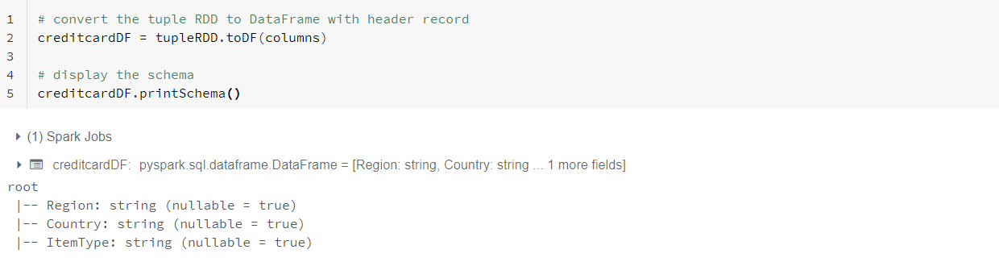 1 # convert the tuple RDD to DataFrame with header record
2 creditcardDF = tupleRDD.toDF(columns)
3
4 # display the schema
5 creditcardDF.printSchema()
(1) Spark Jobs
creditcardDF: pyspark.sql.dataframe.DataFrame = [Region: string, Country: string ... 1 more fields]
root
|-- Region: string (nullable = true)
|-- Country: string (nullable = true)
|-- ItemType: string (nullable = true)